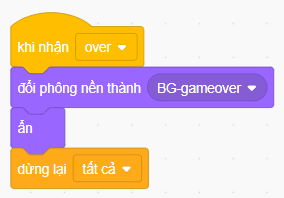 khi nhận over
đổi phông nền thành BG-gameover
ẩn
dừng lại tất cả